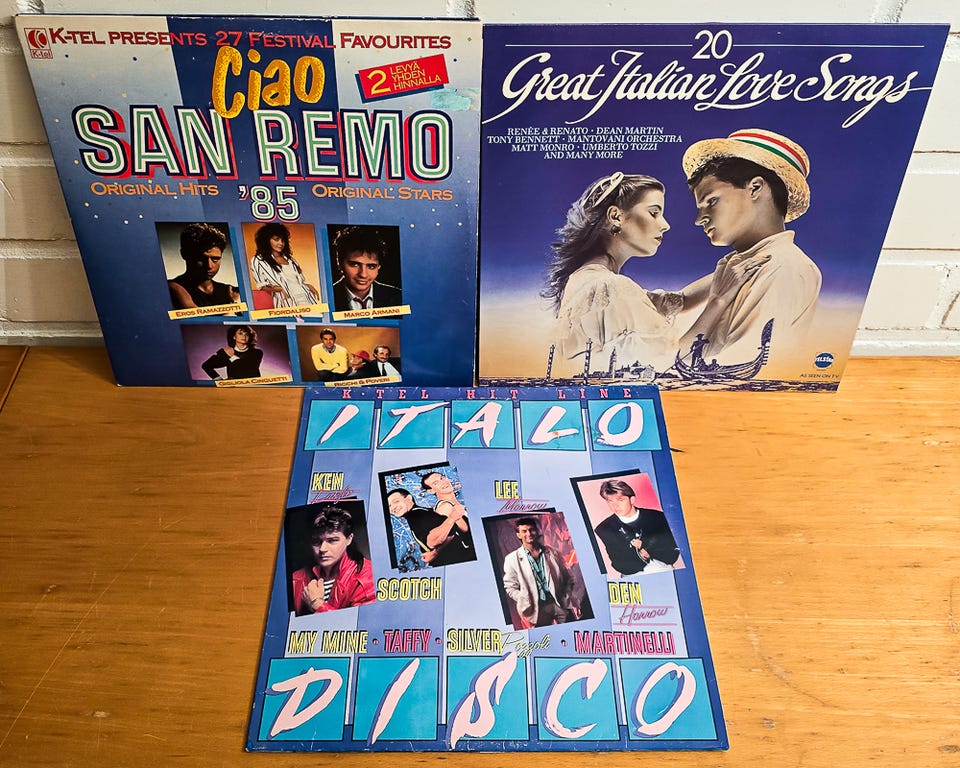 K-TEL PRESENTS 27 FESTIVAL FAVOURITES
K-tel
Ciao
2 LEVYÄ
YHDEN
HINNALLA
SAN REMO
ORIGINAL HITS '85 ORIGINAL STARS
EROS RAMAZZOTTI
FIORDALISO
MARCO ARMANI
GIGLIOLA CINQUETTI
RICCHI & POVERI
20
Great Italian Love Songs
RENÉE & RENATO · DEAN MARTIN
TONY BENNETT · MANTOVANI ORCHESTRA
MATT MONRO · UMBERTO TOZZI
AND MANY MORE
TELSTAR
AS SEEN ON TV
K-TEL HIT LINE
ITALO
KEN Laszlo
SCOTCH
LEE Marrow
DEN Harrow
MY MINE · TAFFY · SILVER Pozzoli · MARTINELLI
DISCO